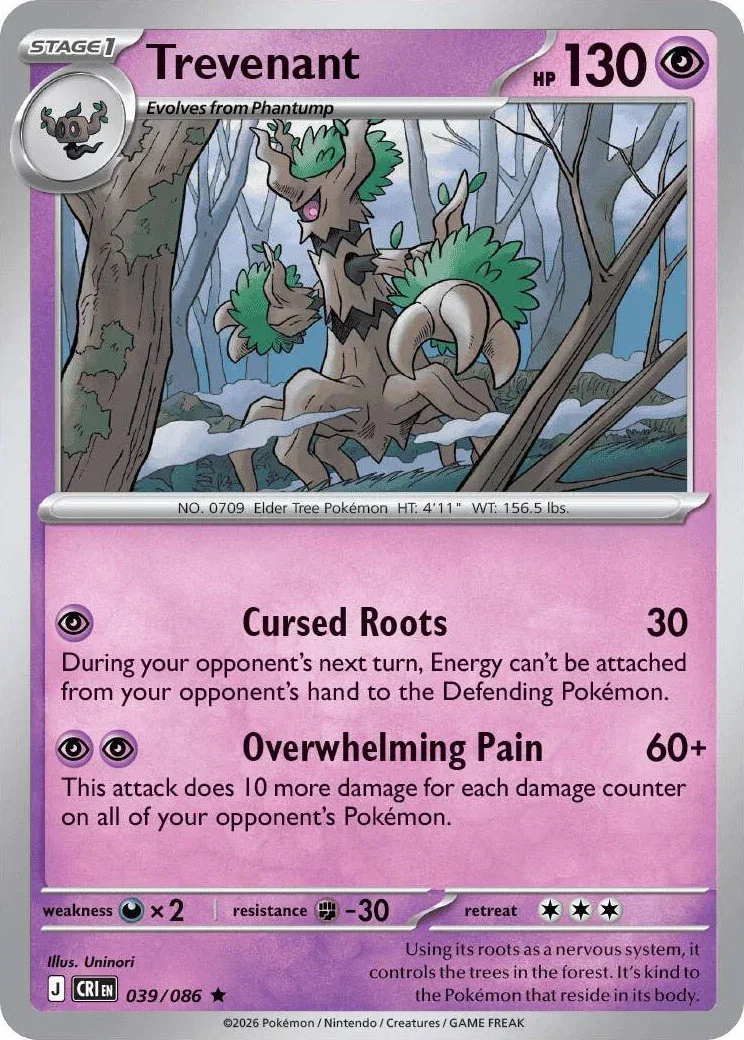 STAGE1
Trevenant
HP 130
Evolves from Phantump
NO. 0709 Elder Tree Pokémon HT: 4'11" WT: 156.5 lbs.
Cursed Roots 30
During your opponent's next turn, Energy can't be attached
from your opponent's hand to the Defending Pokémon.
Overwhelming Pain 60+
This attack does 10 more damage for each damage counter
on all of your opponent's Pokémon.
weakness ×2 resistance -30 retreat
Illus. Uninori
J CRI EN 039/086 ★
Using its roots as a nervous system, it
controls the trees in the forest. It's kind to
the Pokémon that reside in its body.
©2026 Pokémon / Nintendo / Creatures / GAME FREAK